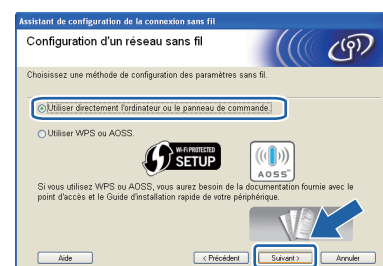 Assistant de configuration de la connexion sans fil
Configuration d'un réseau sans fil
Choisissez une méthode de configuration des paramètres sans fil.
Utiliser directement l'ordinateur ou le panneau de commande.
Utiliser WPS ou AOSS.
WI-FI PROTECTED
SETUP
AOSS™
Si vous utilisez WPS ou AOSS, vous aurez besoin de la documentation fournie avec le
point d'accès et le Guide d'installation rapide de votre périphérique.
Aide
< Précédent
Suivant >
Annuler